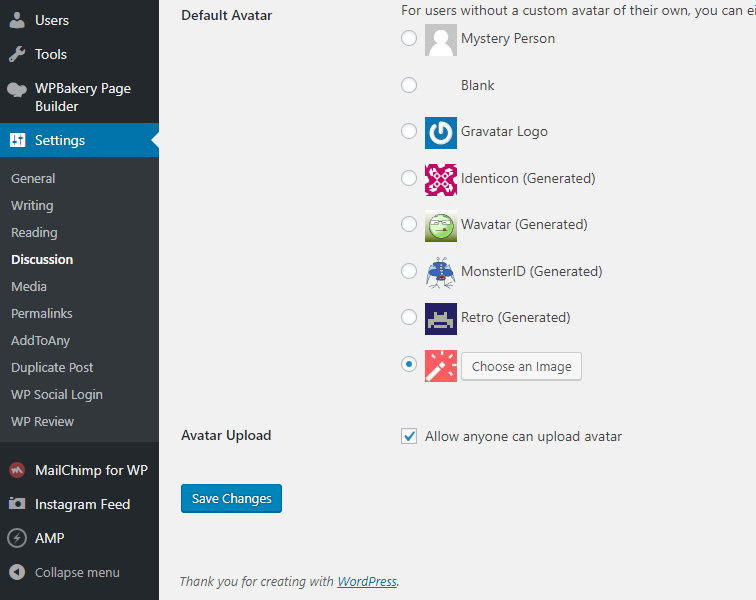 Users
Tools
WPBakery Page
Builder
Settings
General
Writing
Reading
Discussion
Media
Permalinks
AddToAny
Duplicate Post
WP Social Login
WP Review
MailChimp for WP
Instagram Feed
AMP
Collapse menu
Default Avatar
For users without a custom avatar of their own, you can ei
Mystery Person
Blank
Gravatar Logo
Identicon (Generated)
Wavatar (Generated)
MonsterID (Generated)
Retro (Generated)
Choose an Image
Avatar Upload
Allow anyone can upload avatar
Save Changes
Thank you for creating with WordPress.